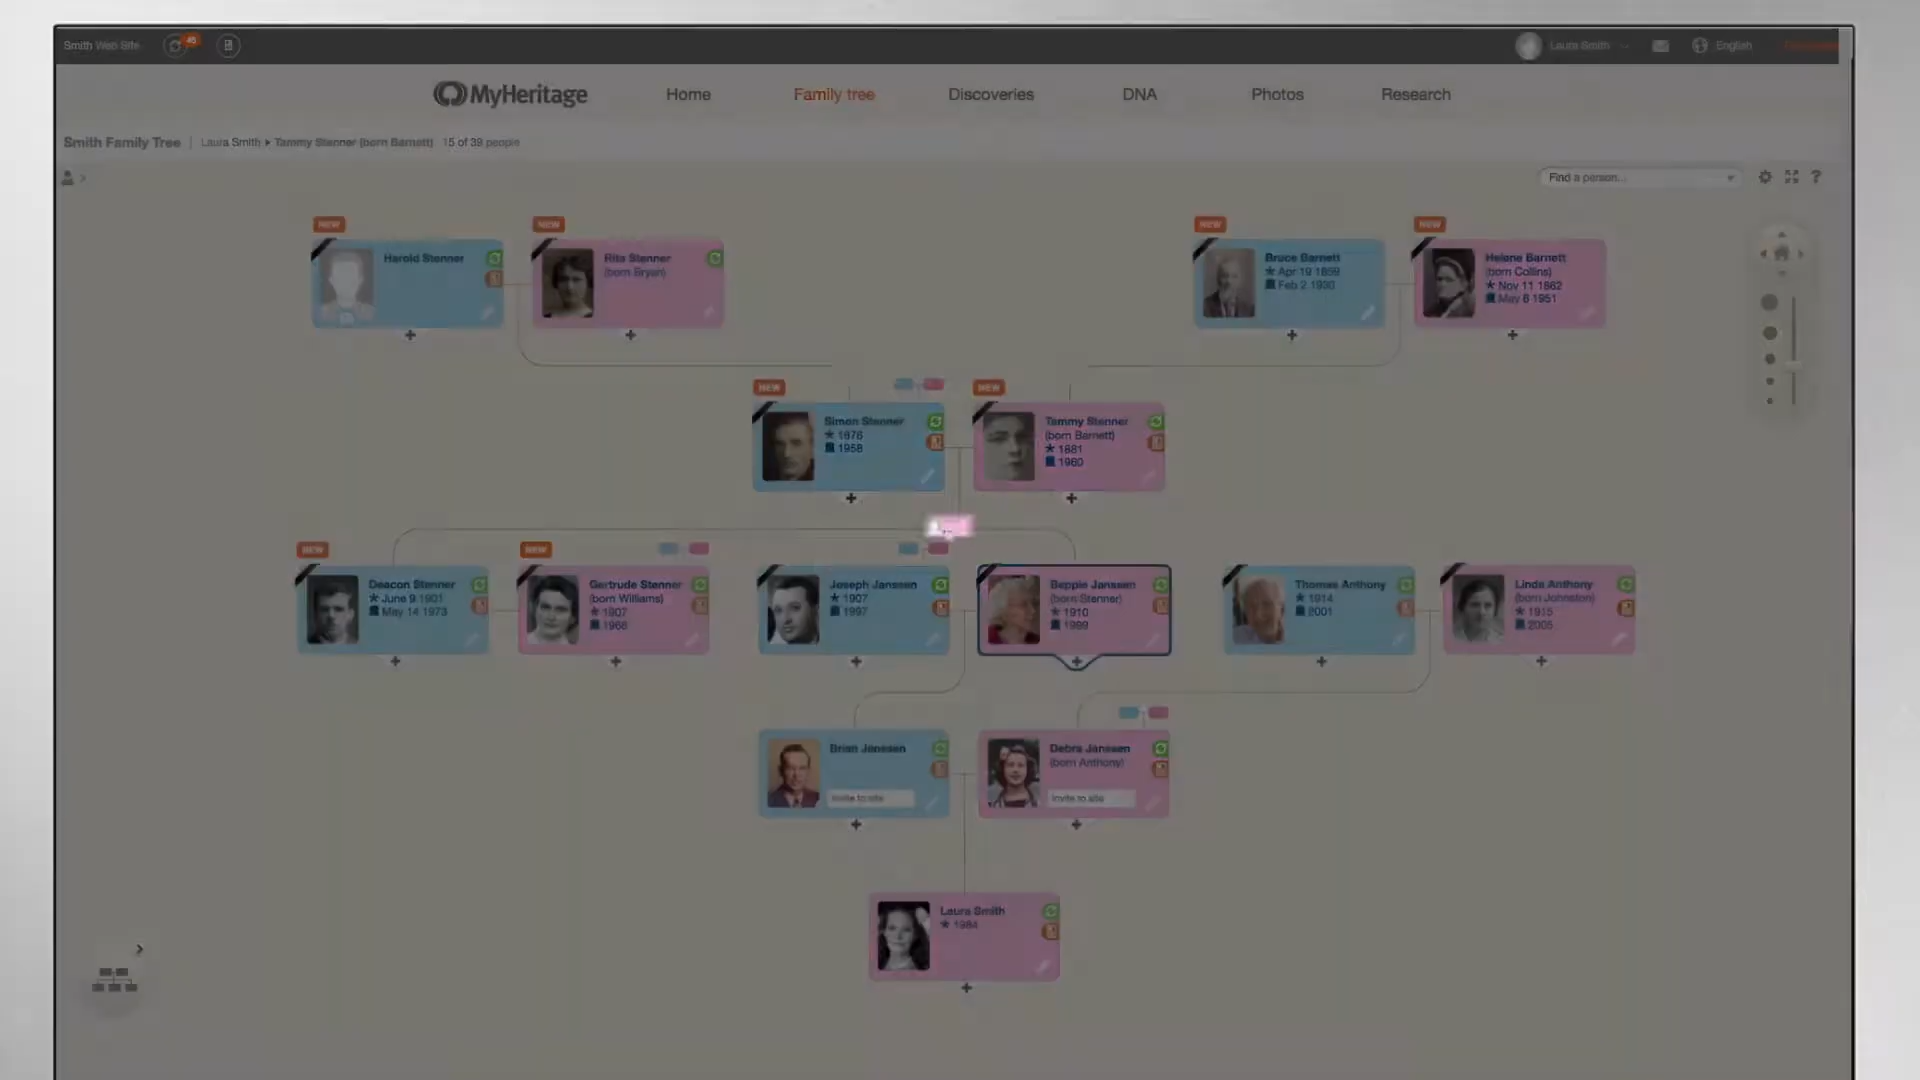 Smith Web Site
45
Laura Smith
English
MyHeritage
Home
Family tree
Discoveries
DNA
Photos
Research
Smith Family Tree
Laura Smith ▸ Tammy Stenner (born Barnett) 15 of 39 people
Find a person...
?
NEW
Harold Stenner
NEW
Rita Stenner
(born Bryan)
NEW
Bruce Barnett
Apr 19 1859
Feb 2 1930
NEW
Helene Barnett
(born Collins)
Nov 11 1862
May 8 1951
NEW
Simon Stenner
1876
1958
NEW
Tammy Stenner
(born Barnett)
1881
1960
NEW
Deacon Stenner
June 9 1901
May 14 1973
NEW
Gertrude Stenner
(born Williams)
1907
1966
Joseph Janssen
1907
1997
Beppie Janssen
(born Stenner)
1910
1999
Thomas Anthony
1914
2001
Linda Anthony
(born Johnston)
1915
2005
Brian Janssen
Invite to site
Debra Janssen
(born Anthony)
Invite to site
Laura Smith
1984